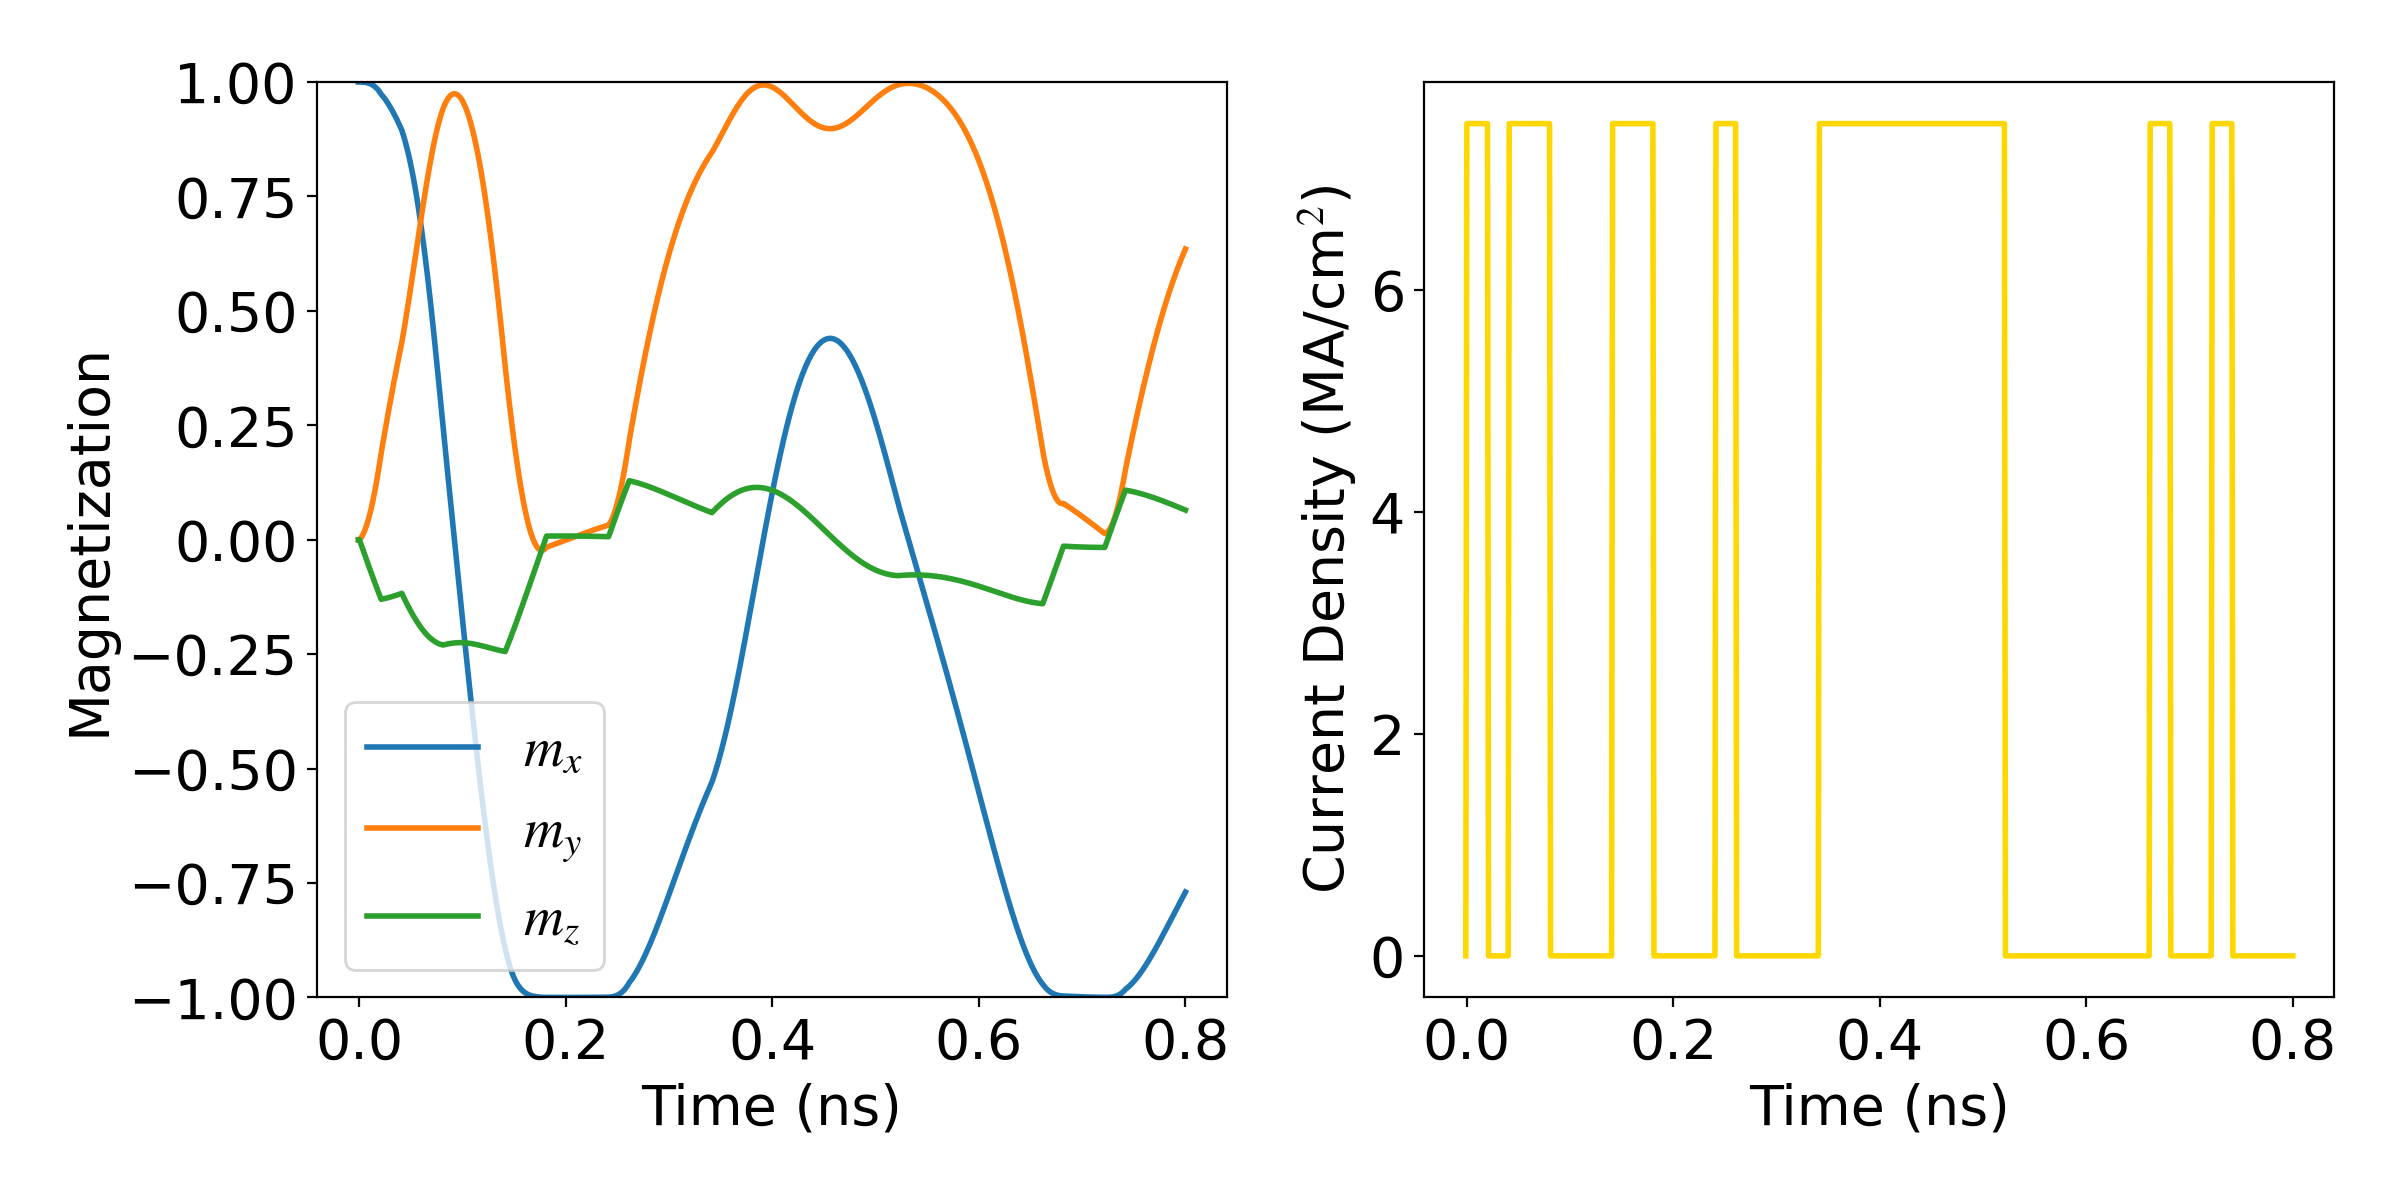 1.00
0.75
0.50
0.25
0.00
−0.25
−0.50
−0.75
−1.00
Magnetization
m_x
m_y
m_z
0.0 0.2 0.4 0.6 0.8
Time (ns)
6
4
2
0
Current Density (MA/cm²)
0.0 0.2 0.4 0.6 0.8
Time (ns)